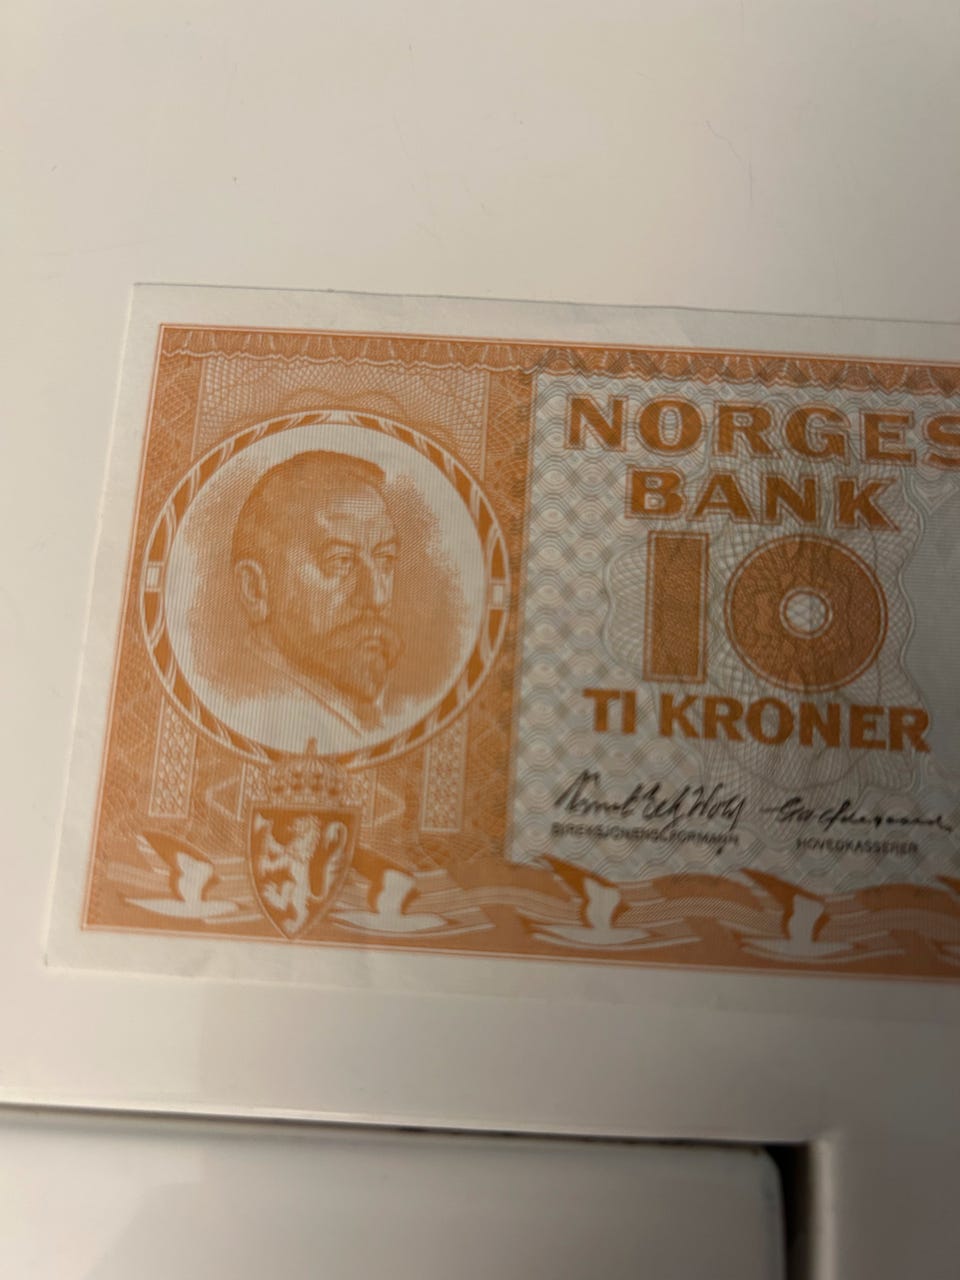 NORGES
BANK
10
TI KRONER
DIREKSJONENS FORMANN
HOVEDKASSERER